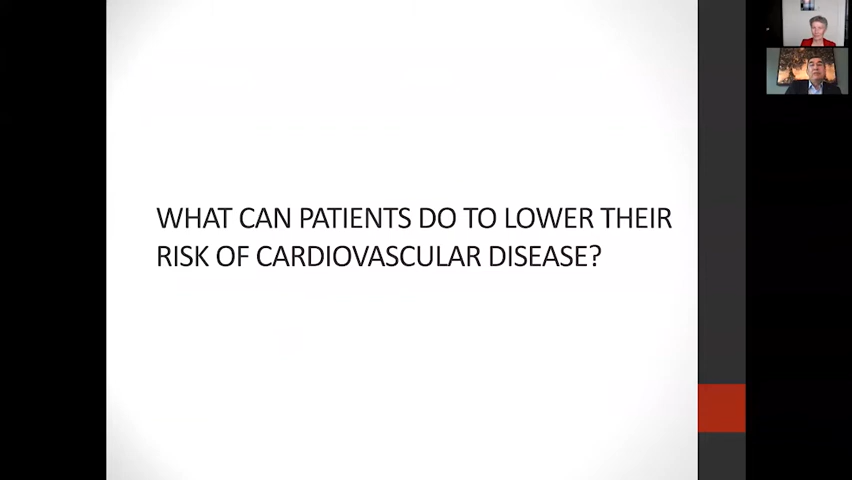 WHAT CAN PATIENTS DO TO LOWER THEIR
RISK OF CARDIOVASCULAR DISEASE?